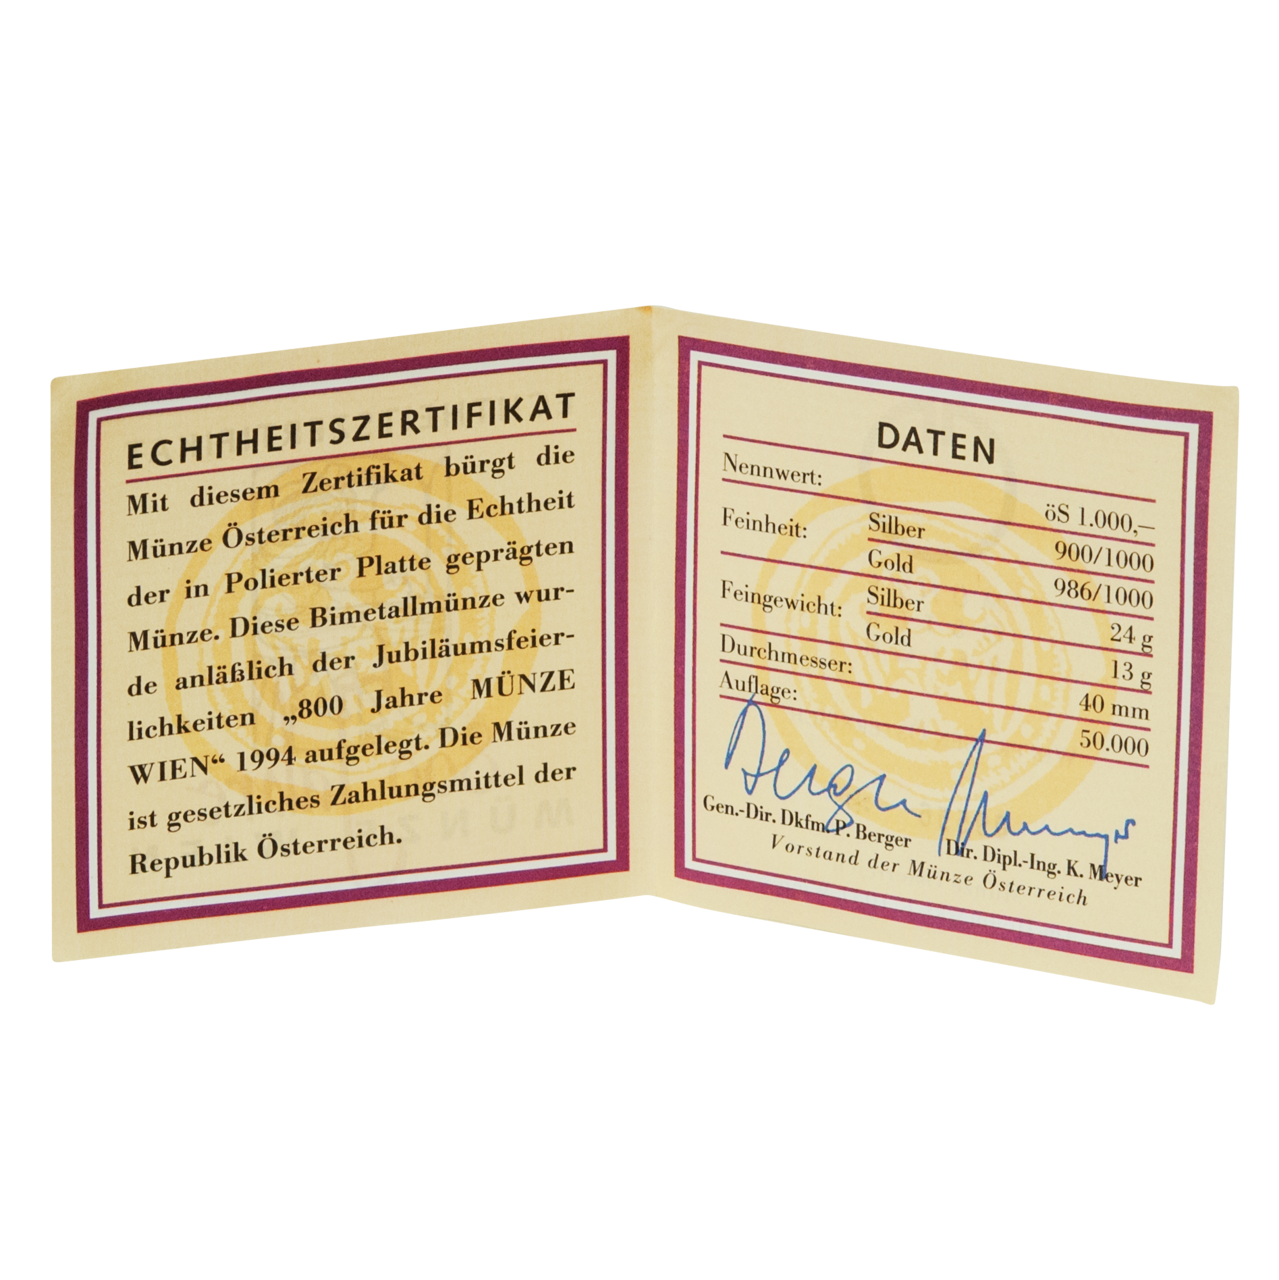 ECHTHEITSZERTIFIKAT
Mit diesem Zertifikat bürgt die
Münze Österreich für die Echtheit
der in Polierter Platte geprägten
Münze. Diese Bimetallmünze wur-
de anläßlich der Jubiläumsfeier-
lichkeiten „800 Jahre MÜNZE
WIEN“ 1994 aufgelegt. Die Münze
ist gesetzliches Zahlungsmittel der
Republik Österreich.
DATEN
Nennwert: öS 1.000,—
Feinheit: Silber 900/1000
Gold 986/1000
Feingewicht: Silber 24 g
Gold 13 g
Durchmesser: 40 mm
Auflage: 50.000
Berger
Gen.-Dir. Dkfm. P. Berger Dir. Dipl.-Ing. K. Meyer
Vorstand der Münze Österreich